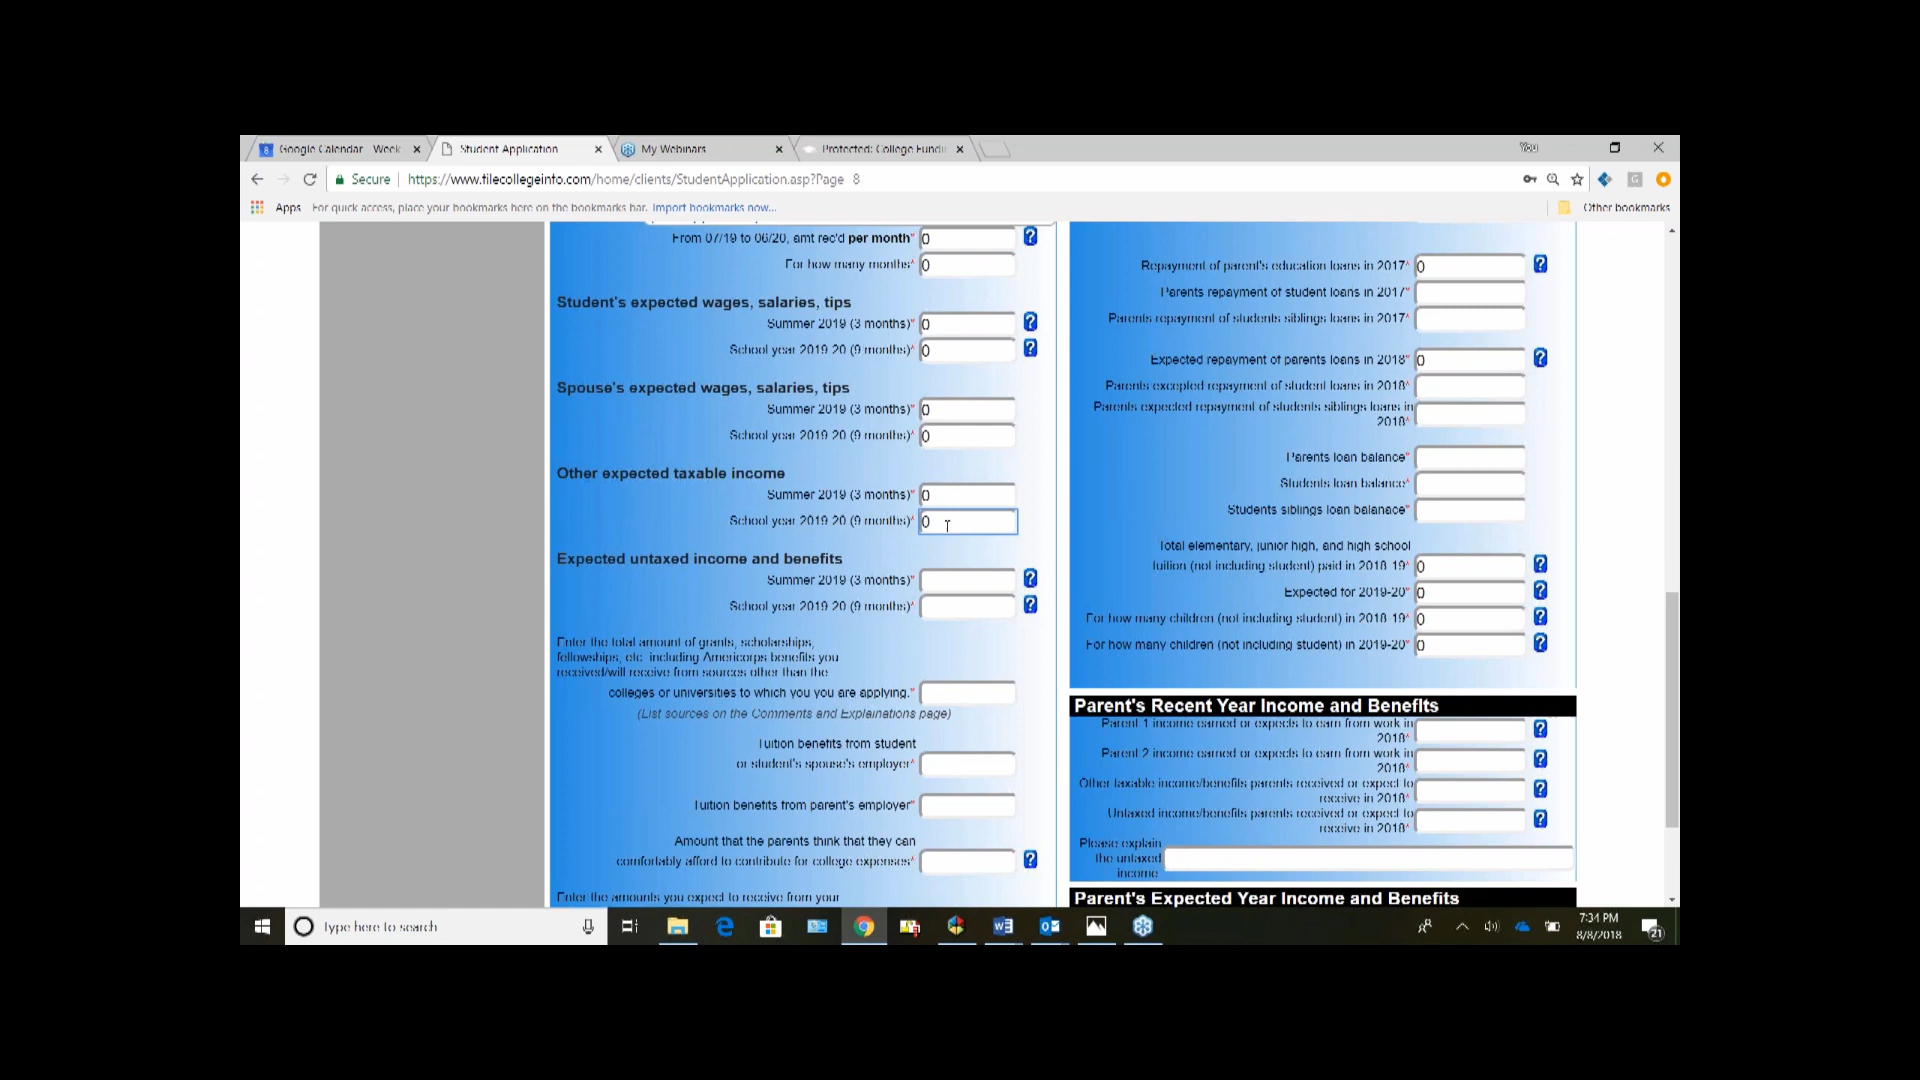 Google Calendar - Week
Student Application
My Webinars
Protected: College Fundi
You
Secure
https://www.filecollegeinfo.com/home/clients/StudentApplication.asp?Page 8
Apps
For quick access, place your bookmarks here on the bookmarks bar. Import bookmarks now...
Other bookmarks
From 07/19 to 06/20, amt rec'd per month* 0
For how many months* 0
Student's expected wages, salaries, tips
Summer 2019 (3 months)* 0
School year 2019-20 (9 months)* 0
Spouse's expected wages, salaries, tips
Summer 2019 (3 months)* 0
School year 2019-20 (9 months)* 0
Other expected taxable income
Summer 2019 (3 months)* 0
School year 2019-20 (9 months)* 0
Expected untaxed income and benefits
Summer 2019 (3 months)*
School year 2019-20 (9 months)*
Enter the total amount of grants, scholarships,
fellowships, etc. including Americorps benefits you
received/will receive from sources other than the
colleges or universities to which you you are applying.*
(List sources on the Comments and Explainations page)
Tuition benefits from student
or student's spouse's employer*
Tuition benefits from parent's employer*
Amount that the parents think that they can
comfortably afford to contribute for college expenses*
Enter the amounts you expect to receive from your
Repayment of parent's education loans in 2017* 0
Parents repayment of student loans in 2017*
Parents repayment of students siblings loans in 2017*
Expected repayment of parents loans in 2018* 0
Parents excepted repayment of student loans in 2018*
Parents expected repayment of students siblings loans in
2018*
Parents loan balance*
Students loan balance*
Students siblings loan balanace*
Total elementary, junior high, and high school
tuition (not including student) paid in 2018-19* 0
Expected for 2019-20* 0
For how many children (not including student) in 2018-19* 0
For how many children (not including student) in 2019-20* 0
Parent's Recent Year Income and Benefits
Parent 1 income earned or expects to earn from work in
2018*
Parent 2 income earned or expects to earn from work in
2018*
Other taxable income/benefits parents received or expect to
receive in 2018*
Untaxed income/benefits parents received or expect to
receive in 2018*
Please explain
the untaxed
income
Parent's Expected Year Income and Benefits
Type here to search
7:34 PM
8/8/2018
21